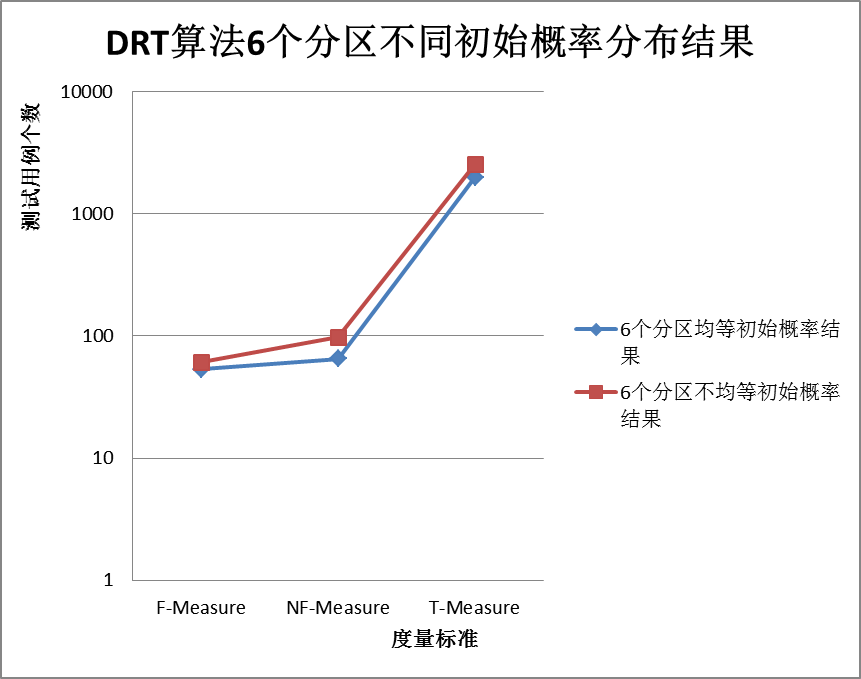 DRT算法6个分区不同初始概率分布结果
测试用例个数
10000
1000
100
10
1
F-Measure
NF-Measure
T-Measure
度量标准
6个分区均等初始概率结
果
6个分区不均等初始概率
结果